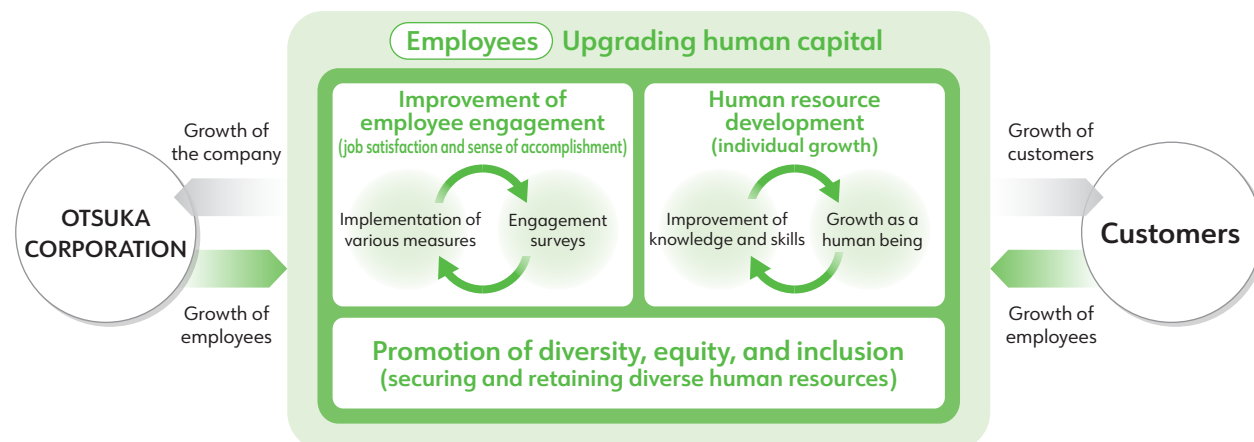 Employees Upgrading human capital
Improvement of
employee engagement
(job satisfaction and sense of accomplishment)
Implementation of
various measures
Engagement
surveys
Human resource
development
(individual growth)
Improvement of
knowledge and skills
Growth as a
human being
Promotion of diversity, equity, and inclusion
(securing and retaining diverse human resources)
OTSUKA
CORPORATION
Growth of
the company
Growth of
employees
Growth of
customers
Growth of
employees
Customers